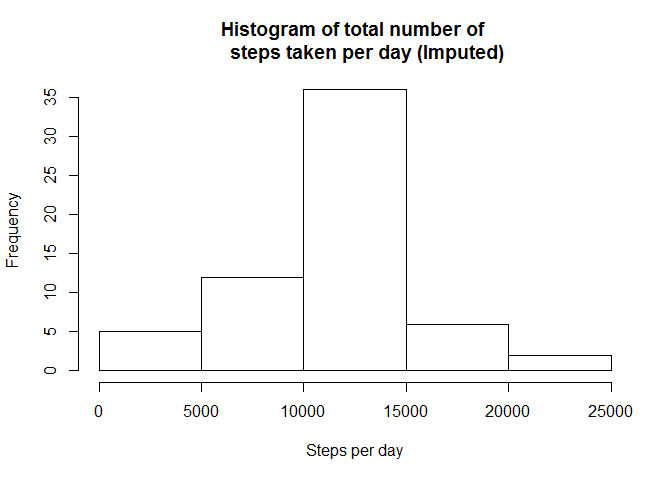 Histogram of total number of
steps taken per day (Imputed)
Frequency
35
30
25
20
15
10
5
0
0 5000 10000 15000 20000 25000
Steps per day